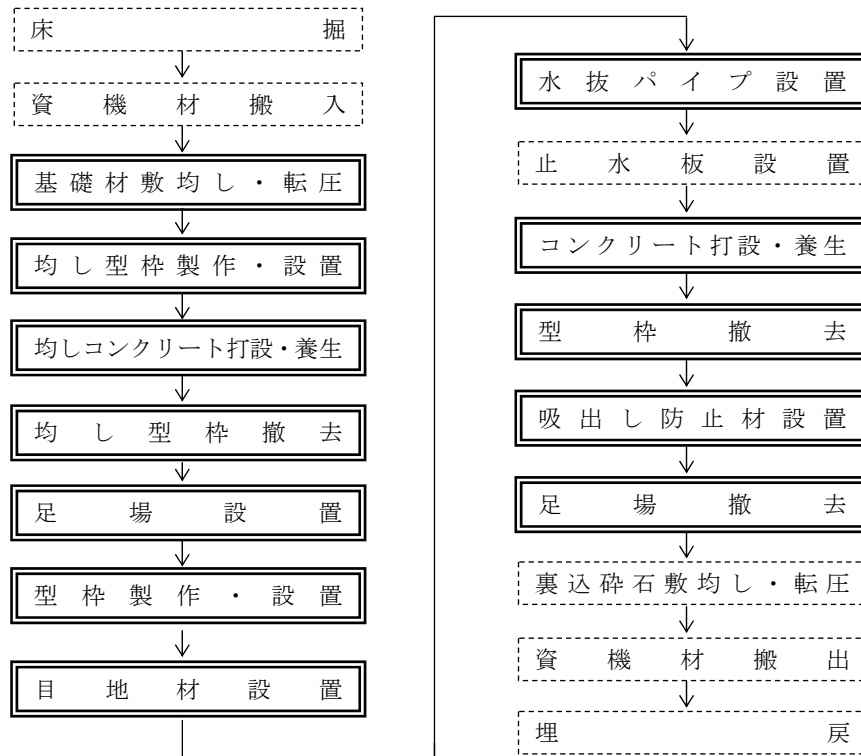 床掘
資機材搬入
基礎材敷均し・転圧
均し型枠製作・設置
均しコンクリート打設・養生
均し型枠撤去
足場設置
型枠製作・設置
目地材設置
水抜パイプ設置
止水板設置
コンクリート打設・養生
型枠撤去
吸出し防止材設置
足場撤去
裏込砕石敷均し・転圧
資機材搬出
埋戻